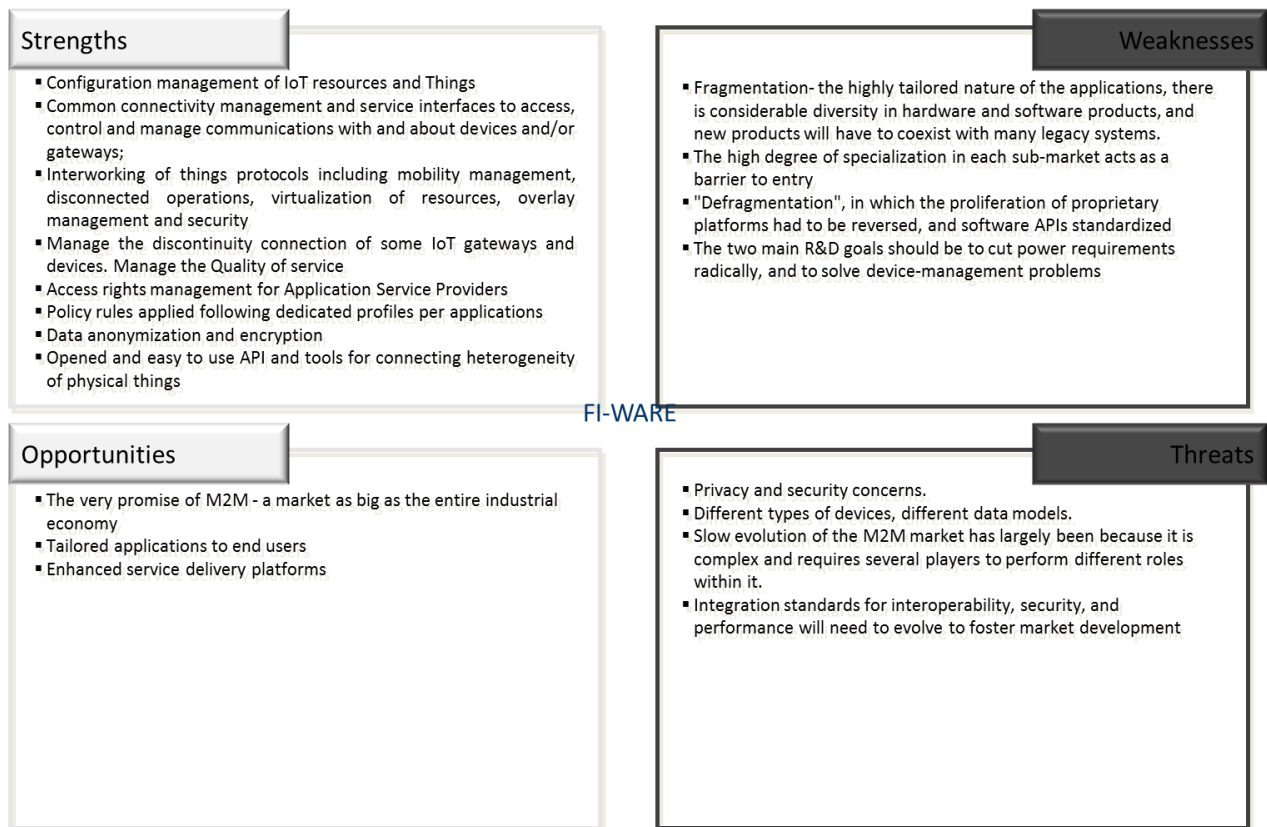 Strengths
▪ Configuration management of IoT resources and Things
▪ Common connectivity management and service interfaces to access,
control and manage communications with and about devices and/or
gateways;
▪ Interworking of things protocols including mobility management,
disconnected operations, virtualization of resources, overlay
management and security
▪ Manage the discontinuity connection of some IoT gateways and
devices. Manage the Quality of service
▪ Access rights management for Application Service Providers
▪ Policy rules applied following dedicated profiles per applications
▪ Data anonymization and encryption
▪ Opened and easy to use API and tools for connecting heterogeneity
of physical things
Weaknesses
▪ Fragmentation- the highly tailored nature of the applications, there
is considerable diversity in hardware and software products, and
new products will have to coexist with many legacy systems.
▪ The high degree of specialization in each sub-market acts as a
barrier to entry
▪ "Defragmentation", in which the proliferation of proprietary
platforms had to be reversed, and software APIs standardized
▪ The two main R&D goals should be to cut power requirements
radically, and to solve device-management problems
FI-WARE
Opportunities
▪ The very promise of M2M - a market as big as the entire industrial
economy
▪ Tailored applications to end users
▪ Enhanced service delivery platforms
Threats
▪ Privacy and security concerns.
▪ Different types of devices, different data models.
▪ Slow evolution of the M2M market has largely been because it is
complex and requires several players to perform different roles
within it.
▪ Integration standards for interoperability, security, and
performance will need to evolve to foster market development